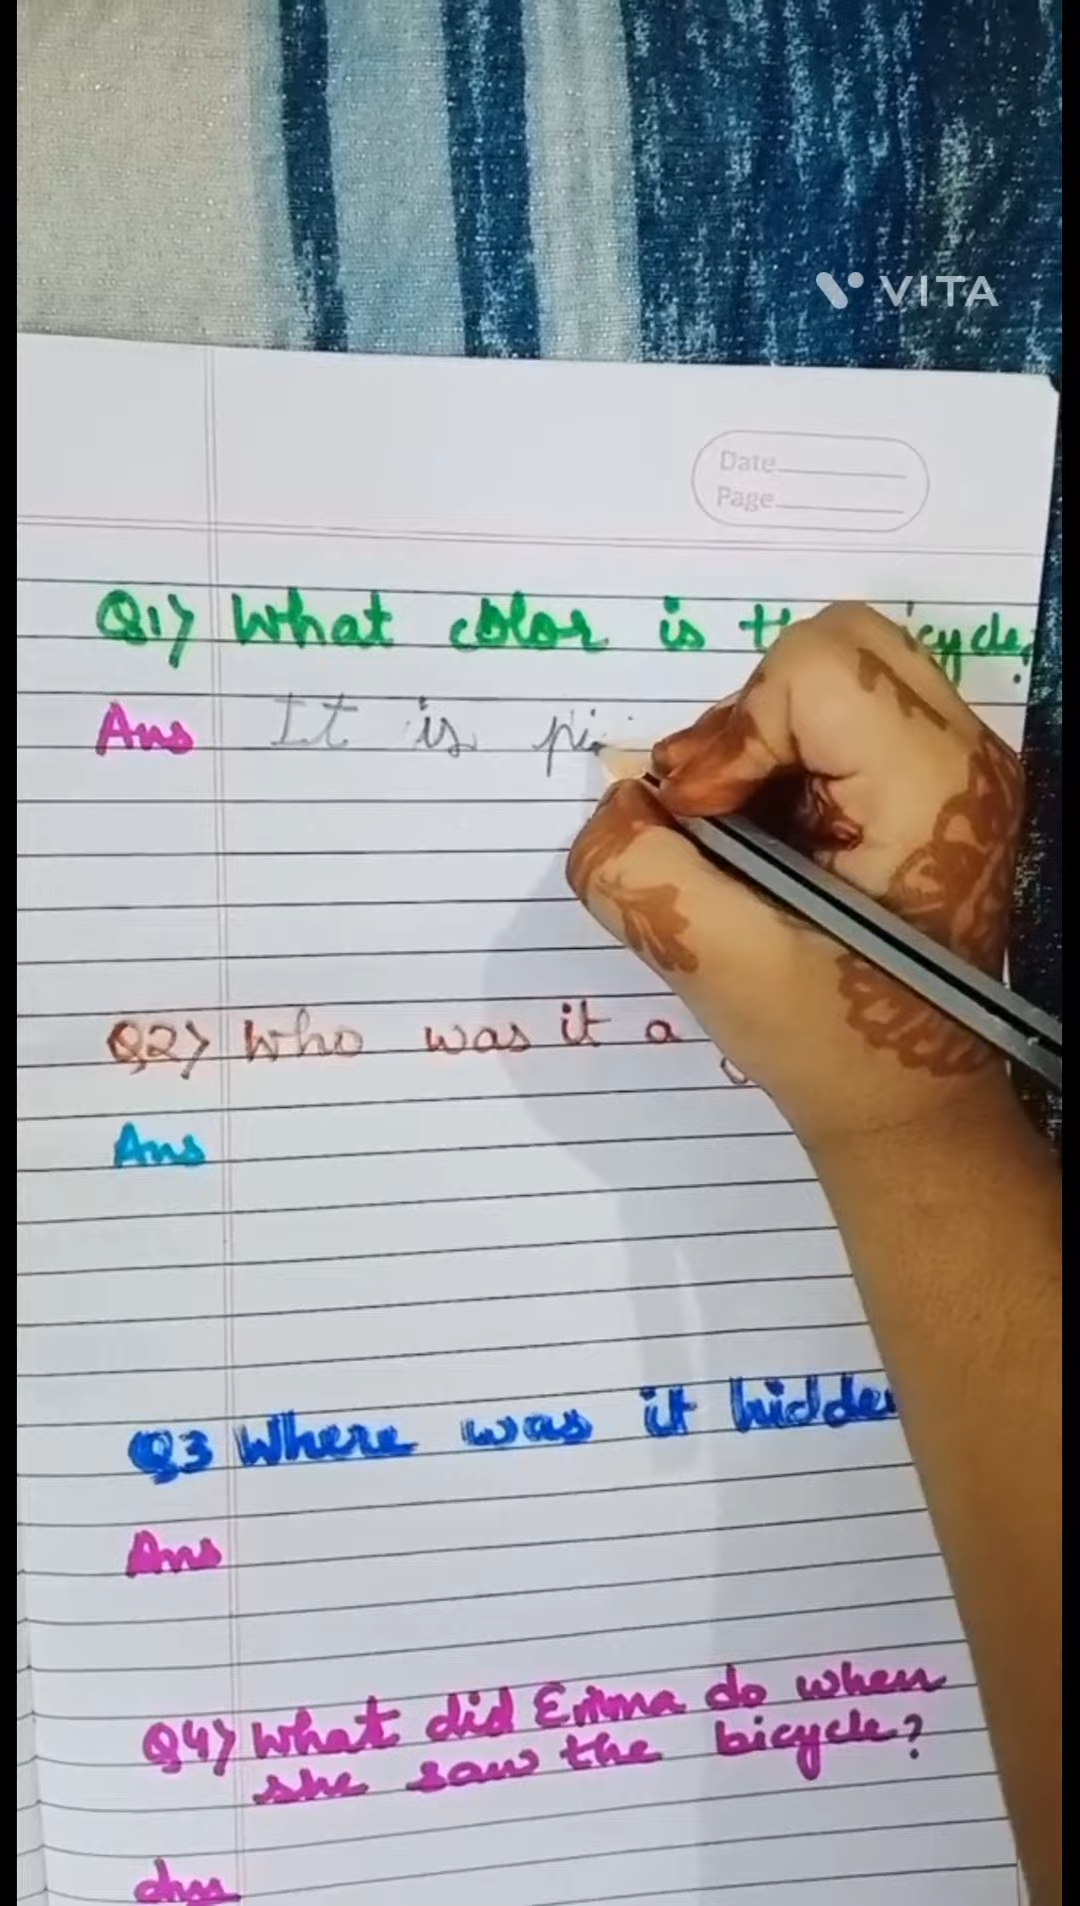 VITA
Date
Page
Q1> What color is
Ans It is
Q2> Who was it a
Ans
Q3 Where was it
Ans
Q4> What did Emma do when
she saw the bicycle?
Ans